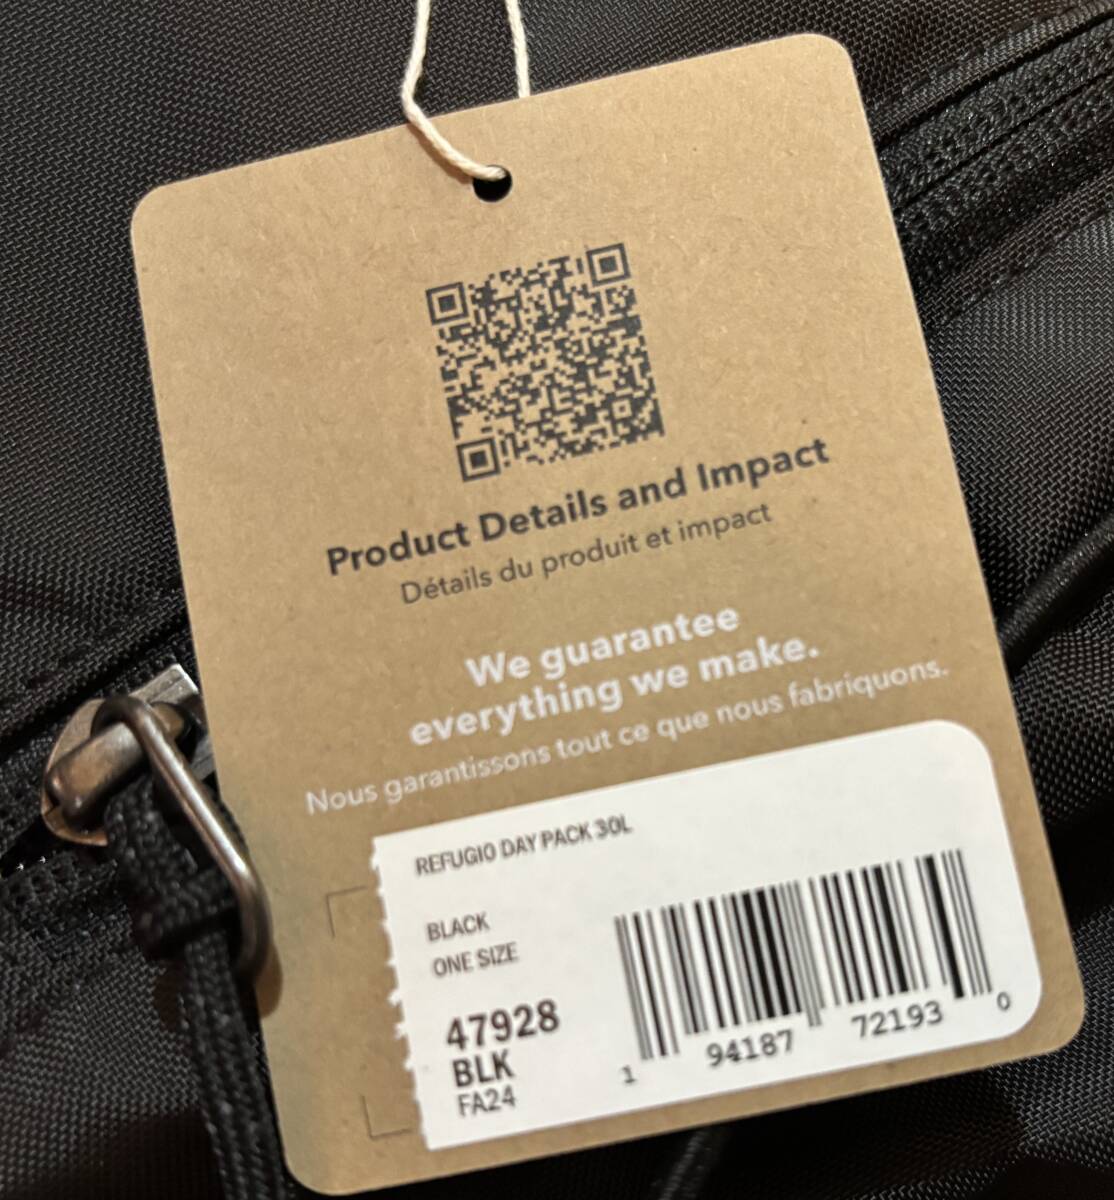 Product Details and Impact
Détails du produit et impact
We guarantee
everything we make.
Nous garantissons tout ce que nous fabriquons.
REFUGIO DAY PACK 30L
BLACK
ONE SIZE
47928
BLK
FA24
1 94187 72193 0